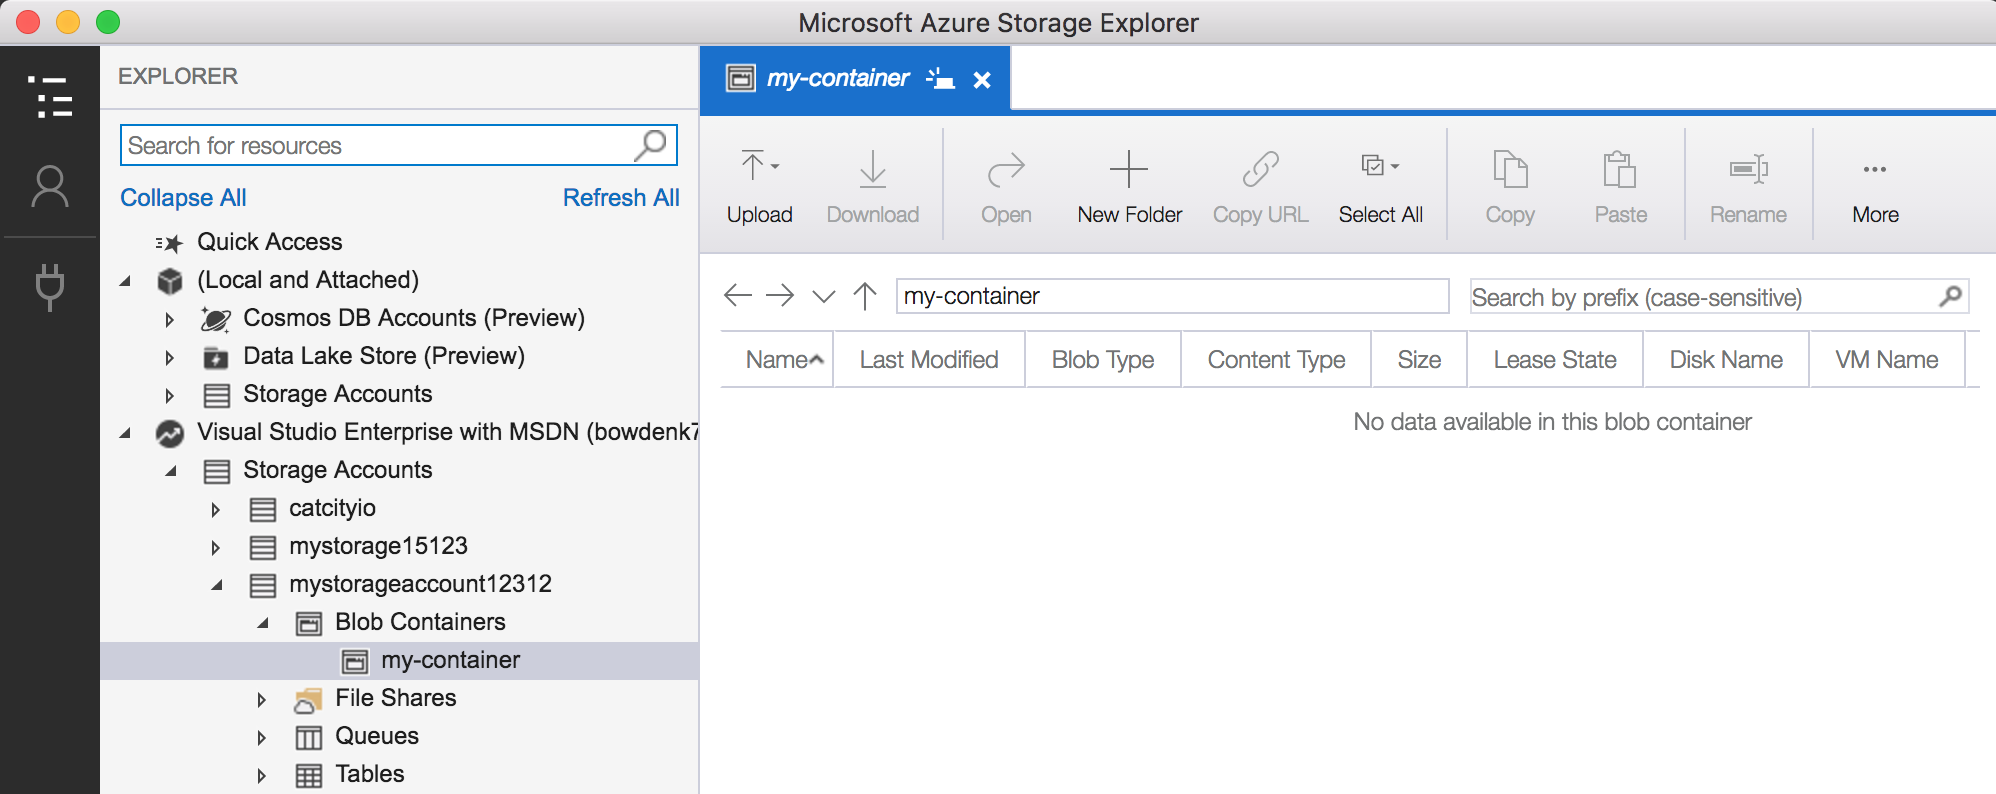 Microsoft Azure Storage Explorer
EXPLORER
Search for resources
Collapse All Refresh All
Quick Access
(Local and Attached)
Cosmos DB Accounts (Preview)
Data Lake Store (Preview)
Storage Accounts
Visual Studio Enterprise with MSDN (bowdenk7
Storage Accounts
catcityio
mystorage15123
mystorageaccount12312
Blob Containers
my-container
File Shares
Queues
Tables
my-container
Upload Download Open New Folder Copy URL Select All Copy Paste Rename More
my-container Search by prefix (case-sensitive)
Name Last Modified Blob Type Content Type Size Lease State Disk Name VM Name
No data available in this blob container